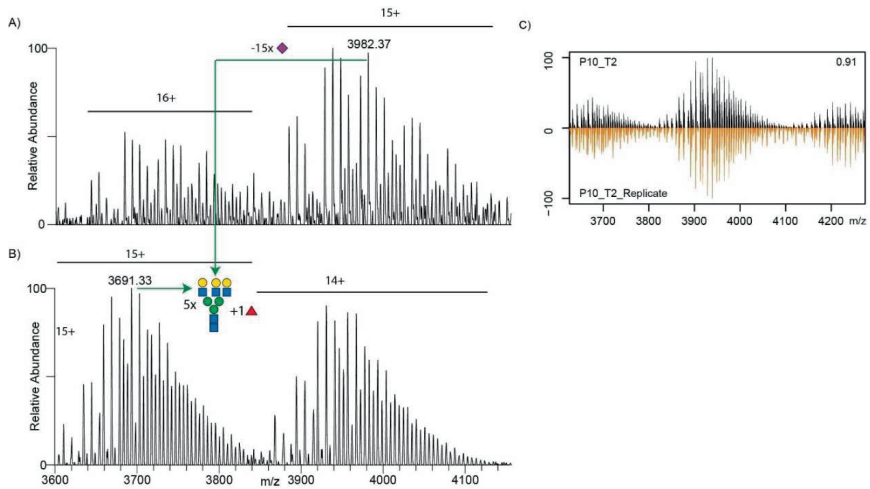 A)
15+
-15x
3982.37
100
16+
Relative Abundance
0
B)
15+
3691.33
14+
100
5x
+1
15+
Relative Abundance
0
3600
3700
3800
m/z
3900
4000
4100
C)
P10_T2
0.91
100
0
-100
P10_T2_Replicate
3700
3800
3900
4000
4100
4200
m/z